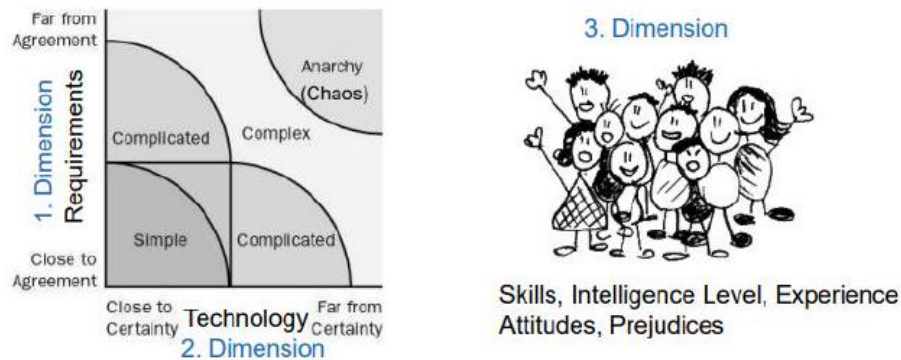 Far from
Agreement
1. Dimension
Requirements
Close to
Agreement
Complicated
Complex
Anarchy
(Chaos)
Simple
Complicated
Close to
Certainty
Technology
Far from
Certainty
2. Dimension
3. Dimension
Skills, Intelligence Level, Experience
Attitudes, Prejudices